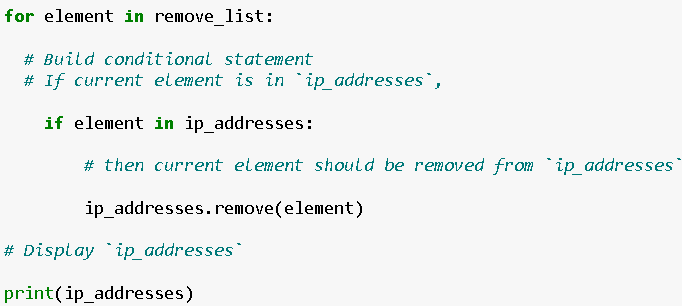 for element in remove_list:
# Build conditional statement
# If current element is in `ip_addresses`,
if element in ip_addresses:
# then current element should be removed from `ip_addresses`
ip_addresses.remove(element)
# Display `ip_addresses`
print(ip_addresses)